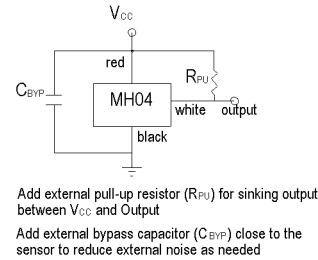 Vcc
red
RPU
CBYP
MH04
white output
black
Add external pull-up resistor (RPU) for sinking output
between Vcc and Output
Add external bypass capacitor (CBYP) close to the
sensor to reduce external noise as needed